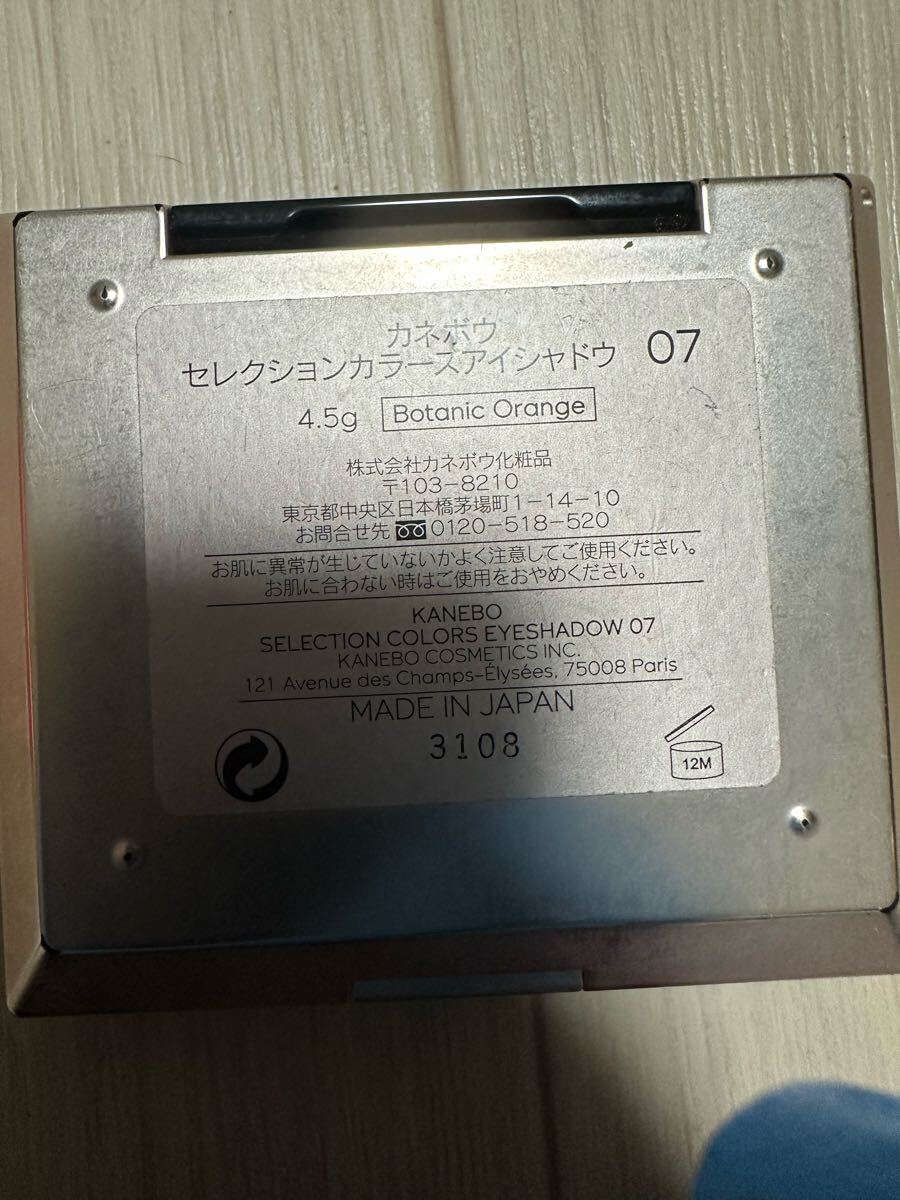 カネボウ
セレクションカラーズアイシャドウ 07
4.5g Botanic Orange
株式会社カネボウ化粧品
〒103-8210
東京都中央区日本橋茅場町1-14-10
お問合せ先 0120-518-520
お肌に異常が生じていないかよく注意してご使用ください。
お肌に合わない時はご使用をおやめください。
KANEBO
SELECTION COLORS EYESHADOW 07
KANEBO COSMETICS INC.
121 Avenue des Champs-Élysées, 75008 Paris
MADE IN JAPAN
3108
12M